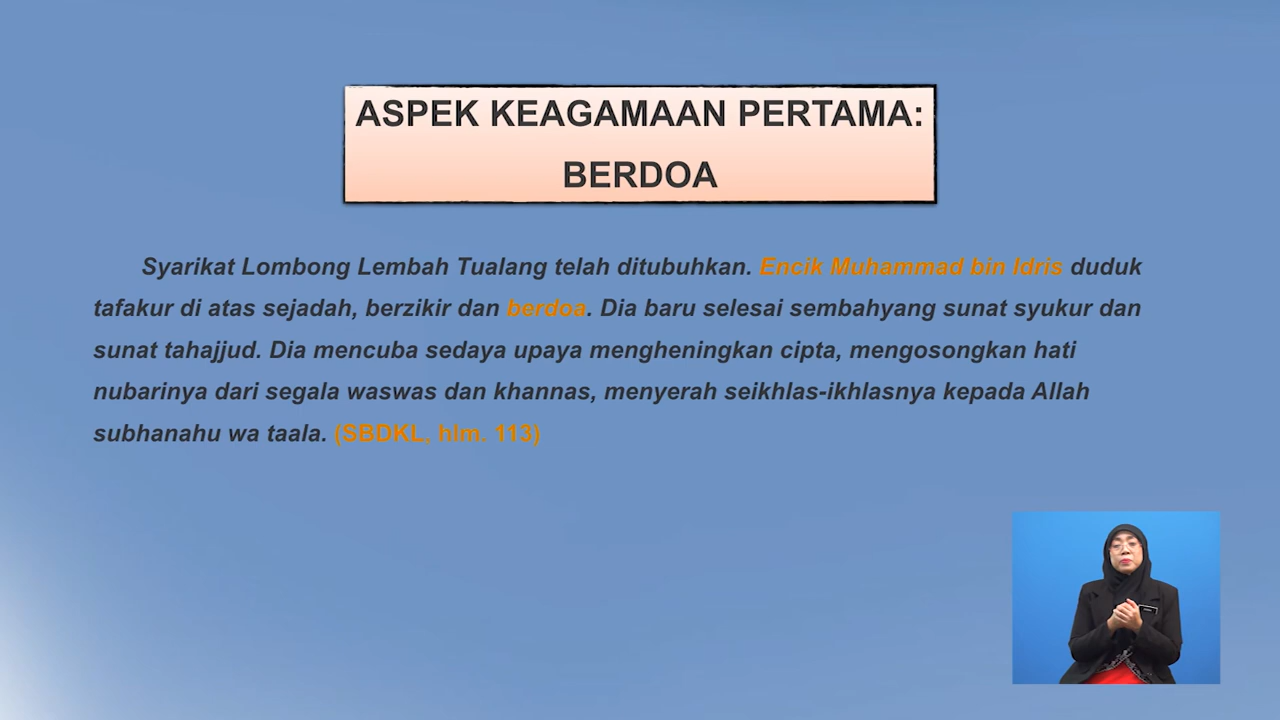 ASPEK KEAGAMAAN PERTAMA:
BERDOA
Syarikat Lombong Lembah Tualang telah ditubuhkan. Encik Muhammad bin Idris duduk
tafakur di atas sejadah, berzikir dan berdoa. Dia baru selesai sembahyang sunat syukur dan
sunat tahajjud. Dia mencuba sedaya upaya mengheningkan cipta, mengosongkan hati
nubarinya dari segala waswas dan khannas, menyerah seikhlas-ikhlasnya kepada Allah
subhanahu wa taala. (SBDKL, hlm. 113)